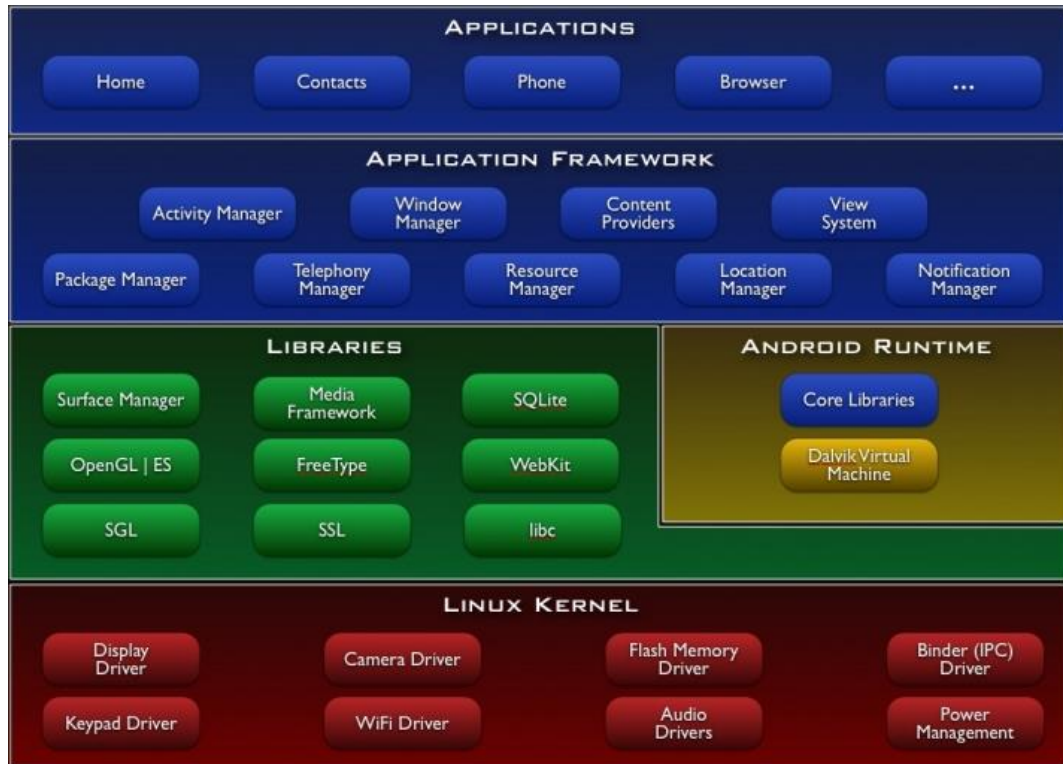 APPLICATIONS
Home
Contacts
Phone
Browser
...
APPLICATION FRAMEWORK
Activity Manager
Window
Manager
Content
Providers
View
System
Package Manager
Telephony
Manager
Resource
Manager
Location
Manager
Notification
Manager
LIBRARIES
Surface Manager
Media
Framework
SQLite
OpenGL | ES
FreeType
WebKit
SGL
SSL
libc
ANDROID RUNTIME
Core Libraries
Dalvik Virtual
Machine
LINUX KERNEL
Display
Driver
Camera Driver
Flash Memory
Driver
Binder (IPC)
Driver
Keypad Driver
WiFi Driver
Audio
Drivers
Power
Management